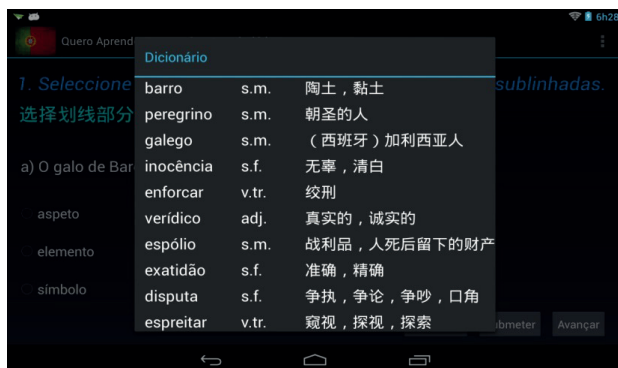 6h28
Quero Aprend
Dicionário
1. Seleccione sublinhadas.
选择划线部分
a) O galo de Bar
aspeto
elemento
símbolo
barro s.m. 陶土，黏土
peregrino s.m. 朝圣的人
galego s.m. （西班牙）加利西亚人
inocência s.f. 无辜，清白
enforcar v.tr. 绞刑
verídico adj. 真实的，诚实的
espólio s.m. 战利品，人死后留下的财产
exatidão s.f. 准确，精确
disputa s.f. 争执，争论，争吵，口角
espreitar v.tr. 窥视，探视，探索
bmeter Avançar